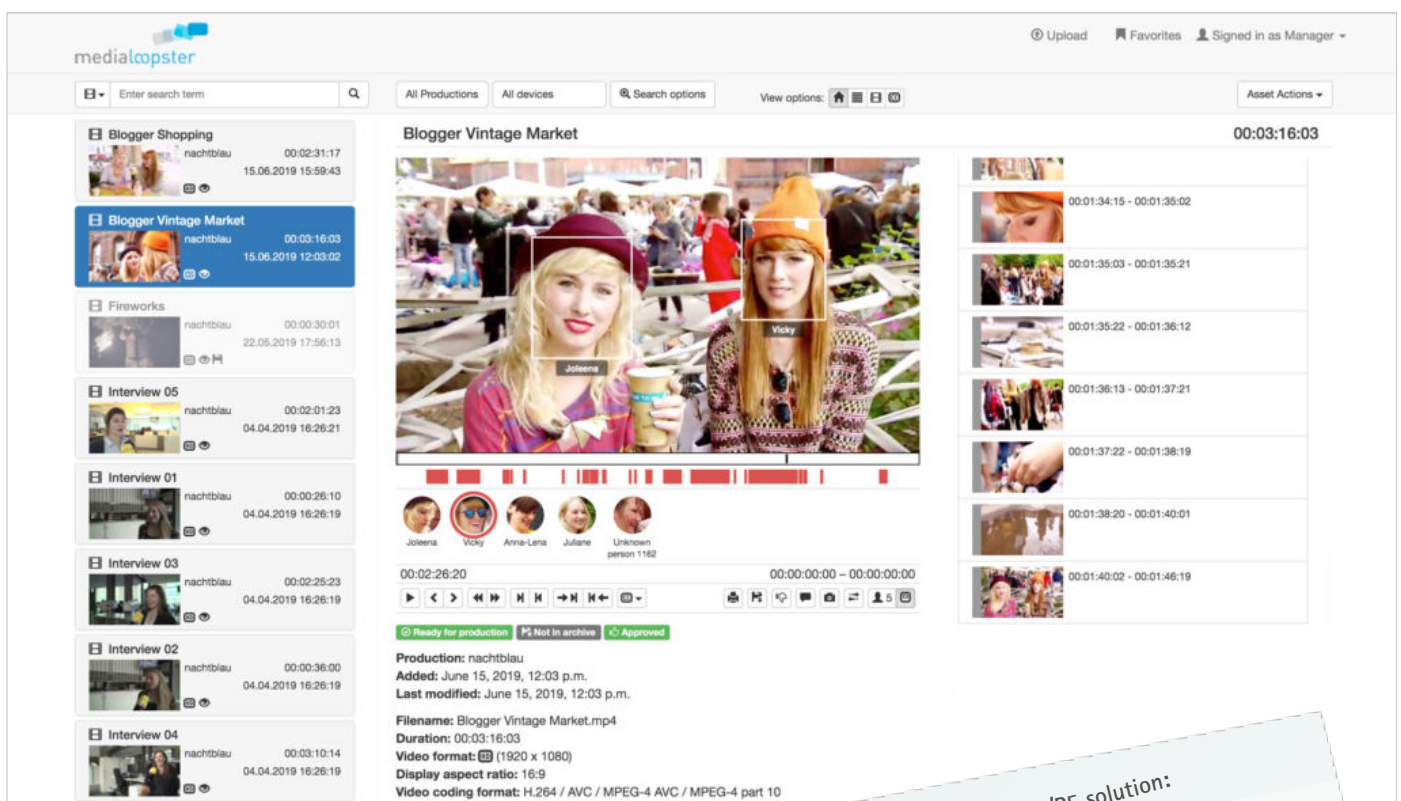 medialoopster
Upload Favorites Signed in as Manager
Enter search term
All Productions All devices Search options View options: Asset Actions
Blogger Shopping
nachtblau 00:02:31:17
15.06.2019 15:59:43
Blogger Vintage Market
nachtblau 00:03:16:03
15.06.2019 12:03:02
Fireworks
nachtblau 00:00:30:01
22.05.2019 17:56:13
Interview 05
nachtblau 00:02:01:23
04.04.2019 16:26:21
Interview 01
nachtblau 00:00:26:10
04.04.2019 16:26:19
Interview 03
nachtblau 00:02:25:23
04.04.2019 16:26:19
Interview 02
nachtblau 00:00:36:00
04.04.2019 16:26:19
Interview 04
nachtblau 00:03:10:14
04.04.2019 16:26:19
Blogger Vintage Market 00:03:16:03
Vicky
Joleena
Joleena Vicky Anna-Lena Juliane Unknown
person 1162
00:02:26:20 00:00:00:00 – 00:00:00:00
5
Ready for production Not in archive Approved
Production: nachtblau
Added: June 15, 2019, 12:03 p.m.
Last modified: June 15, 2019, 12:03 p.m.
Filename: Blogger Vintage Market.mp4
Duration: 00:03:16:03
Video format: HD (1920 x 1080)
Display aspect ratio: 16:9
Video coding format: H.264 / AVC / MPEG-4 AVC / MPEG-4 part 10
00:01:34:15 - 00:01:35:02
00:01:35:03 - 00:01:35:21
00:01:35:22 - 00:01:36:12
00:01:36:13 - 00:01:37:21
00:01:37:22 - 00:01:38:19
00:01:38:20 - 00:01:40:01
00:01:40:02 - 00:01:46:19
solution: